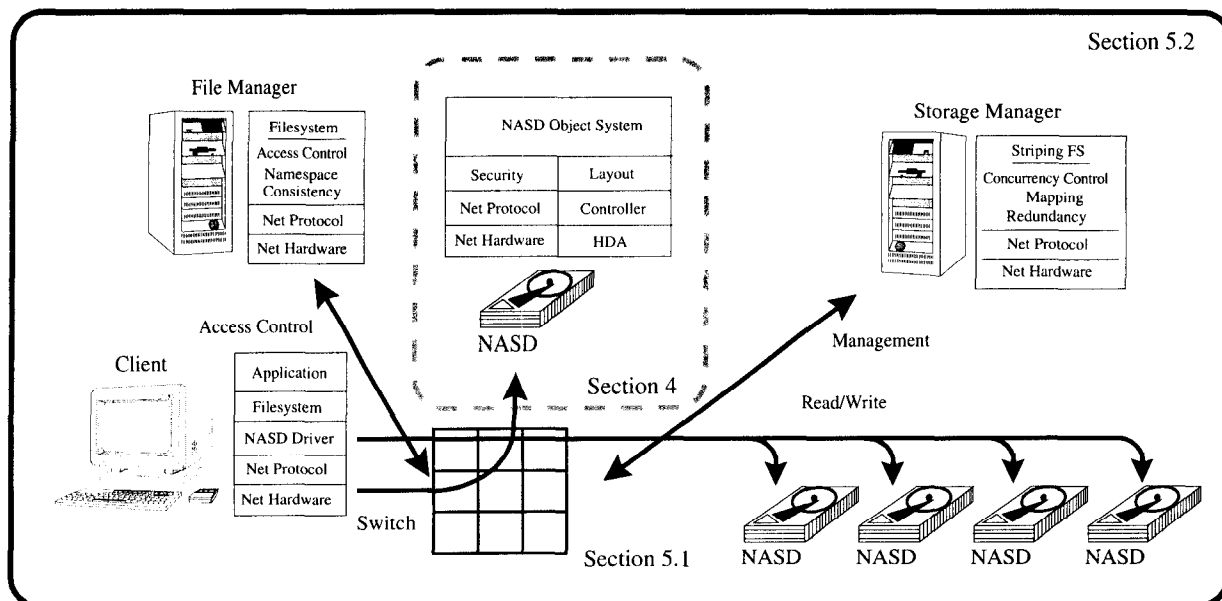 Section 5.2
File Manager
Filesystem
Access Control
Namespace
Consistency
Net Protocol
Net Hardware
NASD Object System
Security
Layout
Net Protocol
Controller
Net Hardware
HDA
NASD
Section 4
Storage Manager
Striping FS
Concurrency Control
Mapping
Redundancy
Net Protocol
Net Hardware
Access Control
Management
Client
Application
Filesystem
NASD Driver
Net Protocol
Net Hardware
Read/Write
Switch
Section 5.1
NASD
NASD
NASD
NASD